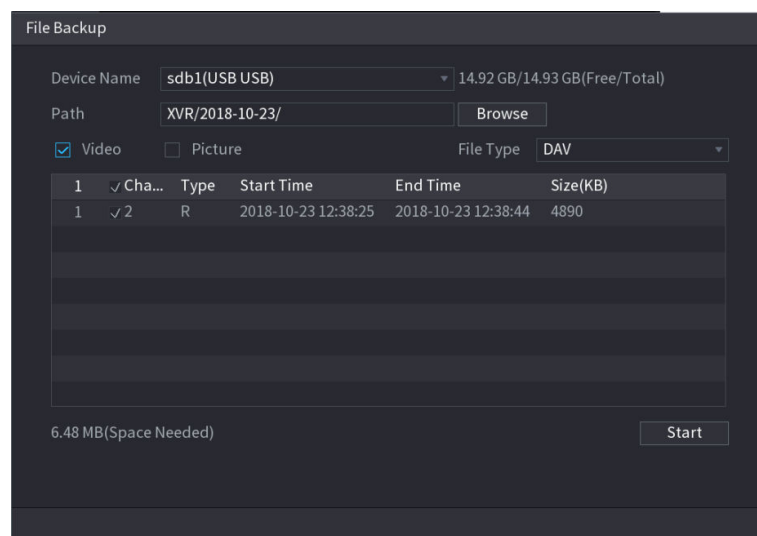 File Backup
Device Name sdb1(USB USB) 14.92 GB/14.93 GB(Free/Total)
Path XVR/2018-10-23/ Browse
Video Picture File Type DAV
1 Cha... Type Start Time End Time Size(KB)
1 2 R 2018-10-23 12:38:25 2018-10-23 12:38:44 4890
6.48 MB(Space Needed) Start